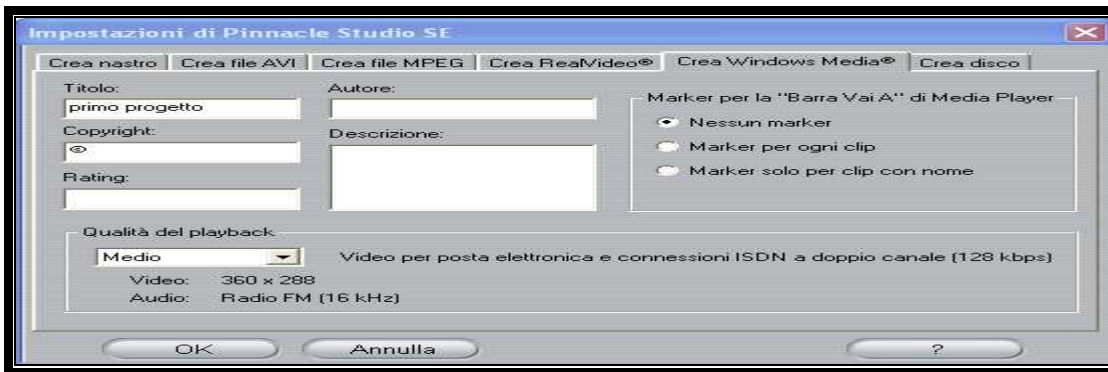 Impostazioni di Pinnacle Studio SE
Crea nastro Crea file AVI Crea file MPEG Crea RealVideo® Crea Windows Media® Crea disco
Titolo:
primo progetto
Copyright:
©
Rating:
Autore:
Descrizione:
Marker per la "Barra Vai A" di Media Player
Nessun marker
Marker per ogni clip
Marker solo per clip con nome
Qualità del playback
Medio Video per posta elettronica e connessioni ISDN a doppio canale (128 kbps)
Video: 360 x 288
Audio: Radio FM (16 kHz)
OK Annulla ?